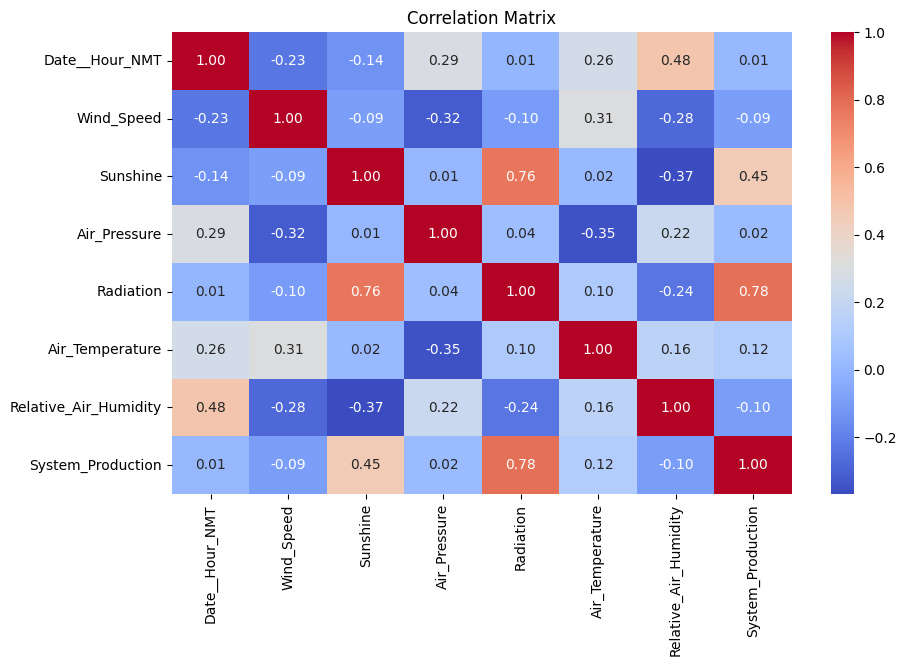 Correlation Matrix
Date__Hour_NMT 1.00 -0.23 -0.14 0.29 0.01 0.26 0.48 0.01
Wind_Speed -0.23 1.00 -0.09 -0.32 -0.10 0.31 -0.28 -0.09
Sunshine -0.14 -0.09 1.00 0.01 0.76 0.02 -0.37 0.45
Air_Pressure 0.29 -0.32 0.01 1.00 0.04 -0.35 0.22 0.02
Radiation 0.01 -0.10 0.76 0.04 1.00 0.10 -0.24 0.78
Air_Temperature 0.26 0.31 0.02 -0.35 0.10 1.00 0.16 0.12
Relative_Air_Humidity 0.48 -0.28 -0.37 0.22 -0.24 0.16 1.00 -0.10
System_Production 0.01 -0.09 0.45 0.02 0.78 0.12 -0.10 1.00
Date__Hour_NMT
Wind_Speed
Sunshine
Air_Pressure
Radiation
Air_Temperature
Relative_Air_Humidity
System_Production
1.0
0.8
0.6
0.4
0.2
0.0
−0.2